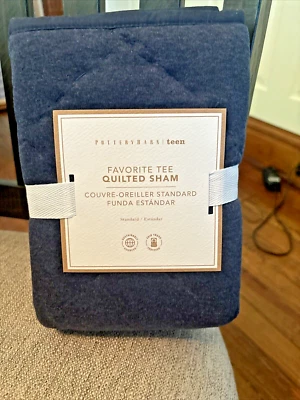 POTTERYBARN | teen
FAVORITE TEE
QUILTED SHAM
COUVRE-OREILLER STANDARD
FUNDA ESTÁNDAR